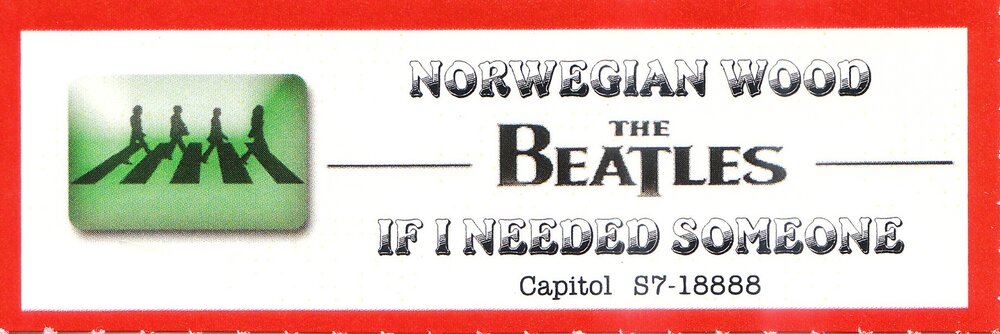 NORWEGIAN WOOD
THE
BEATLES
IF I NEEDED SOMEONE
Capitol S7-18888